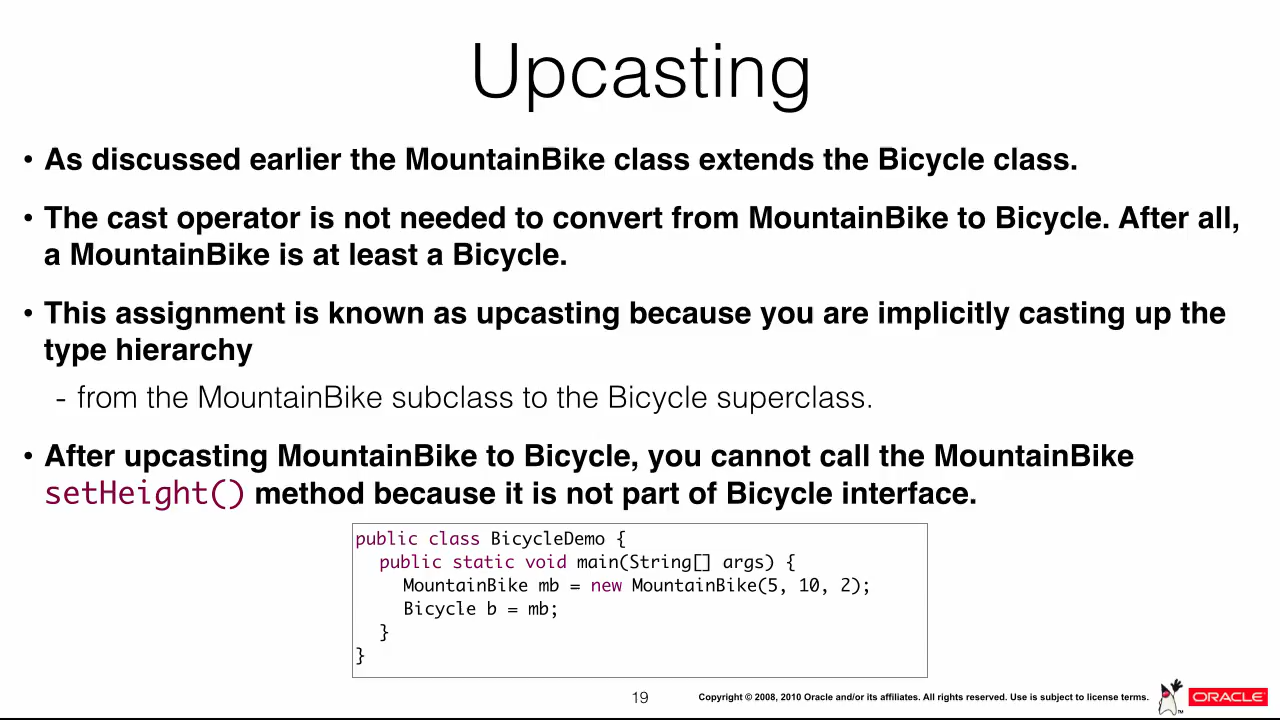 Upcasting
• As discussed earlier the MountainBike class extends the Bicycle class.
• The cast operator is not needed to convert from MountainBike to Bicycle. After all,
a MountainBike is at least a Bicycle.
• This assignment is known as upcasting because you are implicitly casting up the
type hierarchy
- from the MountainBike subclass to the Bicycle superclass.
• After upcasting MountainBike to Bicycle, you cannot call the MountainBike
setHeight() method because it is not part of Bicycle interface.
public class BicycleDemo {
public static void main(String[] args) {
MountainBike mb = new MountainBike(5, 10, 2);
Bicycle b = mb;
}
}
19
Copyright © 2008, 2010 Oracle and/or its affiliates. All rights reserved. Use is subject to license terms.
™
ORACLE